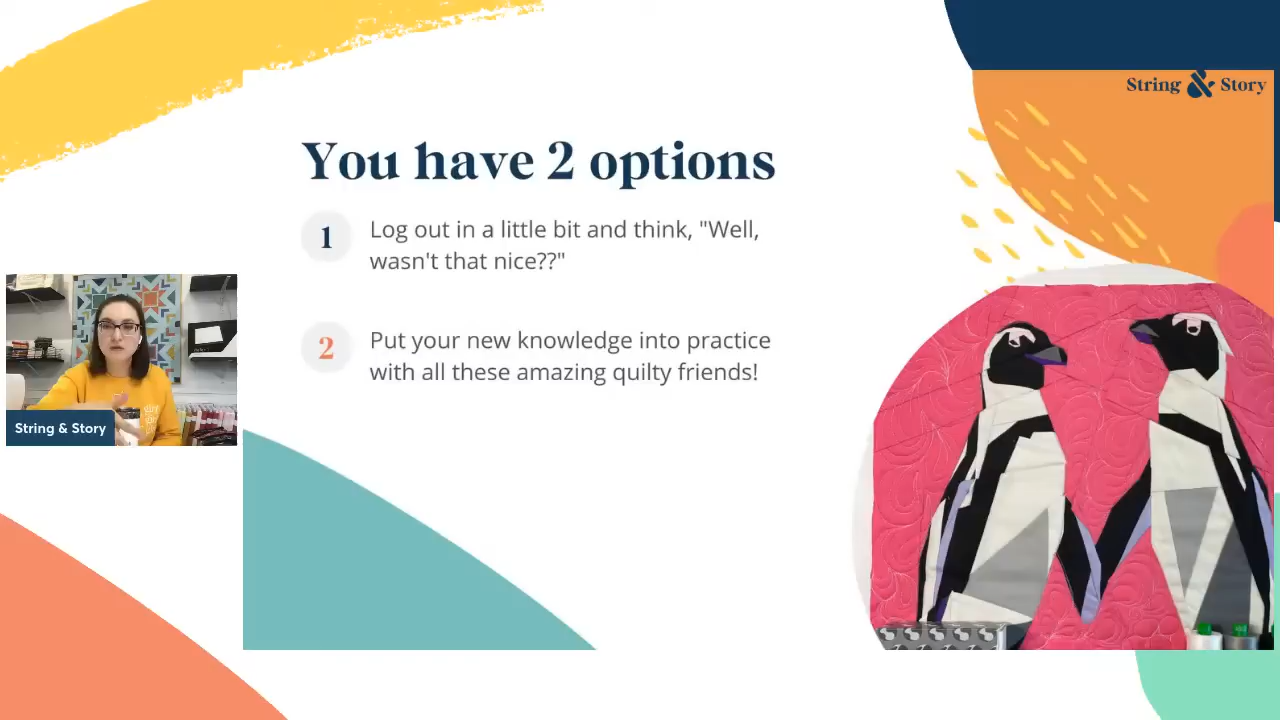 String & Story
You have 2 options
1
Log out in a little bit and think, "Well,
wasn't that nice??"
2
Put your new knowledge into practice
with all these amazing quilty friends!
String & Story